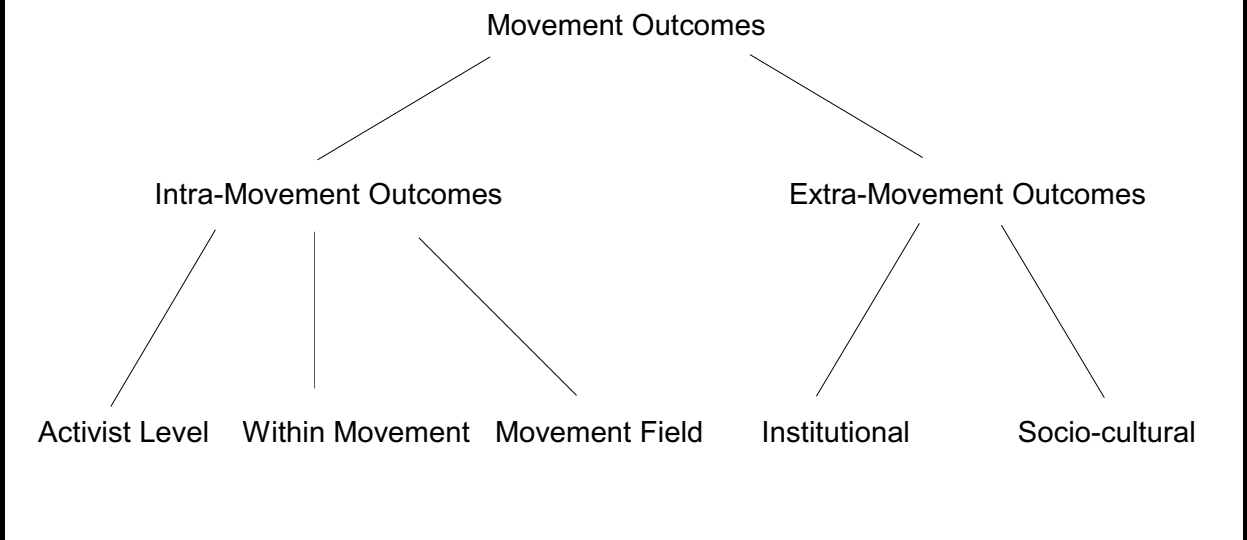 Movement Outcomes
Intra-Movement Outcomes
Extra-Movement Outcomes
Activist Level
Within Movement
Movement Field
Institutional
Socio-cultural